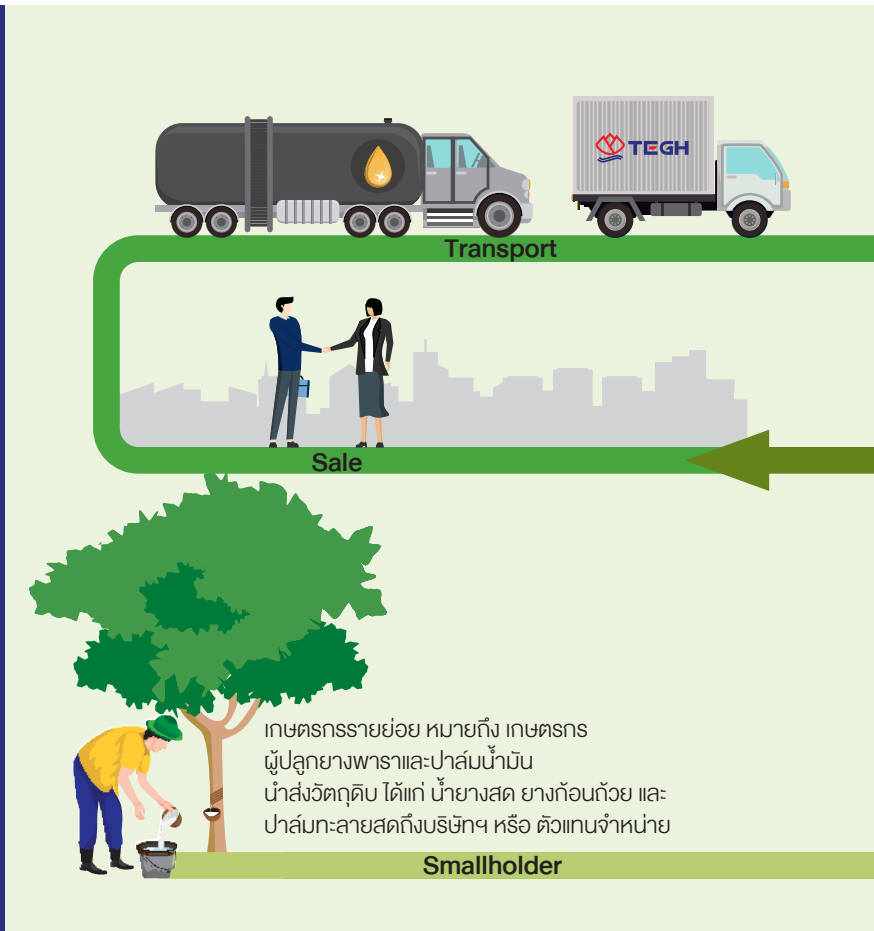 TEGH
Transport
Sale
เกษตรกรรายย่อย หมายถึง เกษตรกร
ผู้ปลูกยางพาราและปาล์มน้ำมัน
นำส่งวัตถุดิบ ได้แก่ น้ำยางสด ยางก้อนถ้วย และ
ปาล์มทะลายสดถึงบริษัทฯ หรือ ตัวแทนจำหน่าย
Smallholder